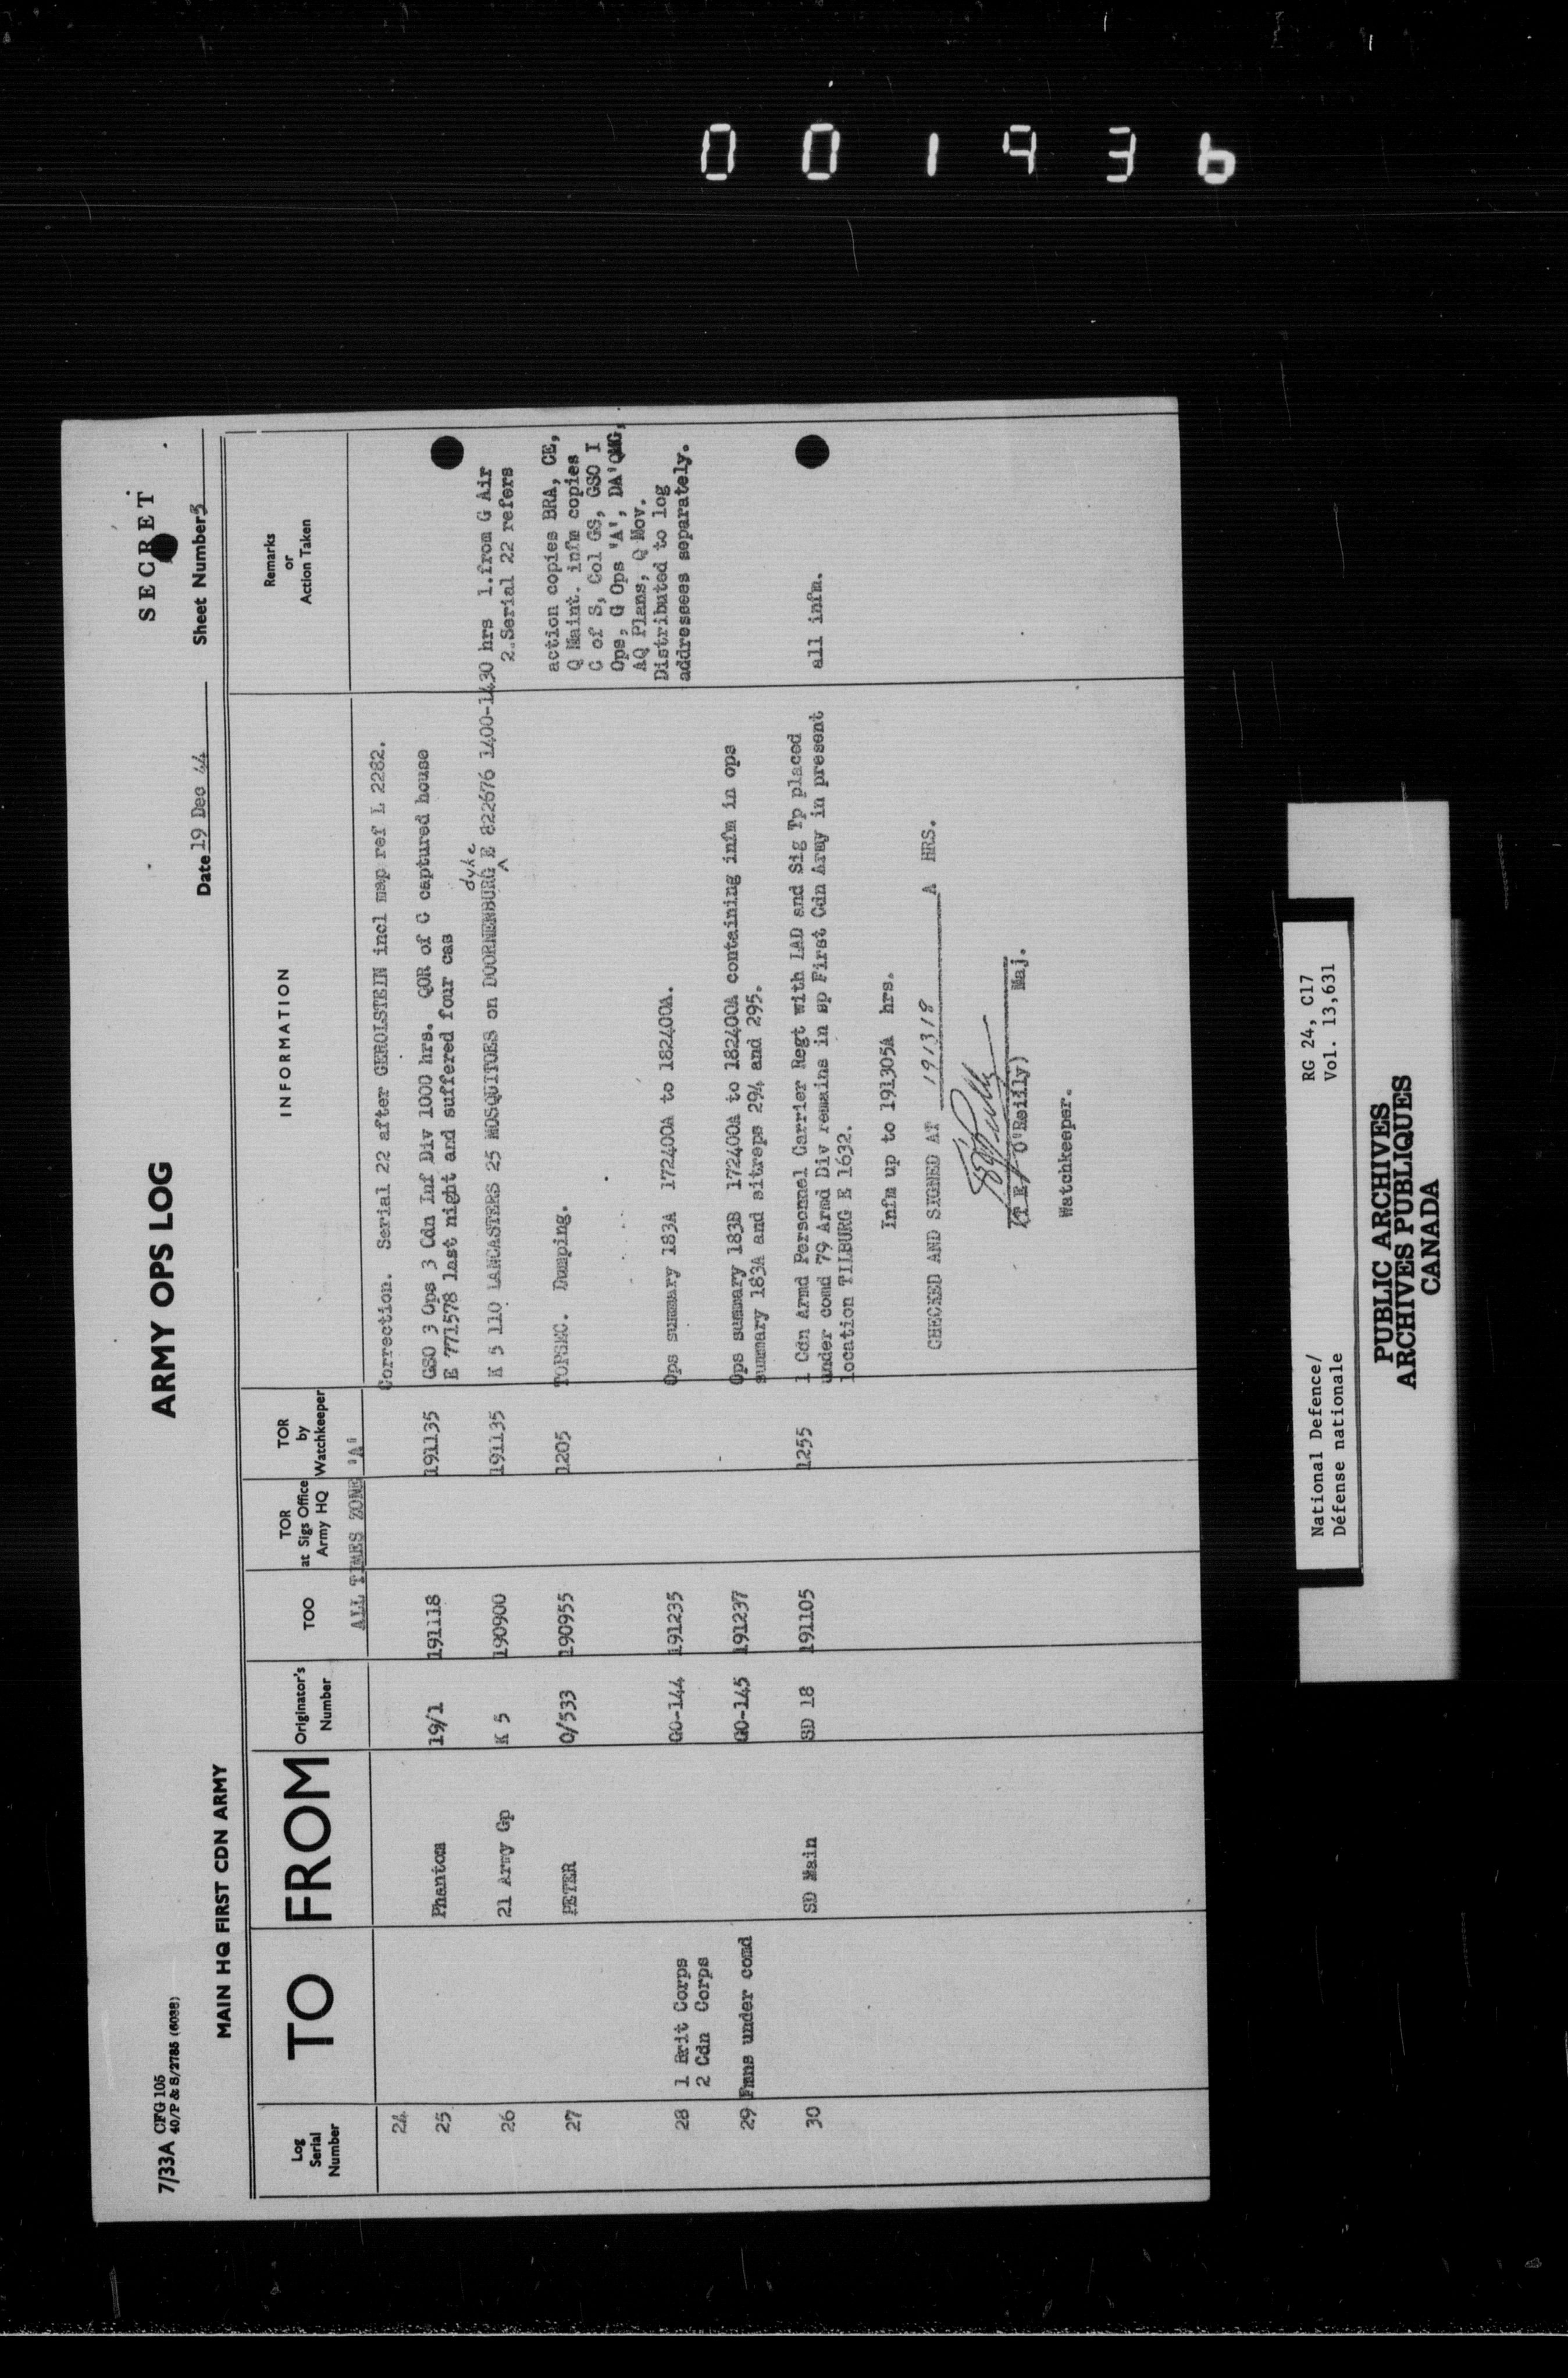 001936
7/33A CFG 105
40/P & S/2785 (6088)
ARMY OPS LOG
SECRET
MAIN HQ FIRST CDN ARMY
Date 19 Dec 44
Sheet Number 5
Log Serial Number
TO
FROM
Originator's Number
TOO
TOR at Sigs Office Army HQ
TOR by Watchkeeper
INFORMATION
Remarks or Action Taken
ALL TIMES ZONE 'A'
24 Correction. Serial 22 after GEROLSTEIN incl map ref L 2282.
25 Phantom 19/1 191118 191135 GSO 3 Ops 3 Cdn Inf Div 1000 hrs. QOR of C captured house
E 771578 last night and suffered four cas
26 21 Army Gp K 5 190900 191135 K 5 110 LANCASTERS 25 MOSQUITOES on DOORNENBURG dyke E 822676 1400-1430 hrs 1.from G Air
2.Serial 22 refers
27 PETER O/533 190955 1205 TOPSEC. Dumping. action copies BRA, CE,
Q Maint. infm copies
C of S, Col GS, GSO I
Ops, G Ops 'A', DA'QMG,
AQ Plans, Q Mov.
Distributed to log
addressees separately.
28 1 Brit Corps GO-144 191235 Ops summary 183A 172400A to 182400A.
2 Cdn Corps
29 Fmns under comd GO-145 191237 Ops summary 183B 172400A to 182400A containing infm in ops
summary 183A and sitreps 294 and 295.
30 SD Main SD 18 191105 1255 1 Cdn Armd Personnel Carrier Regt with LAD and Sig Tp placed all infm.
under comd 79 Armd Div remains in sp First Cdn Army in present
location TILBURG E 1632.
Infm up to 191305A hrs.
CHECKED AND SIGNED AT 191318 A HRS.
(T E O'Reilly) Maj.
Watchkeeper.
National Defence/
Défense nationale
RG 24, C17
Vol. 13,631
PUBLIC ARCHIVES
ARCHIVES PUBLIQUES
CANADA